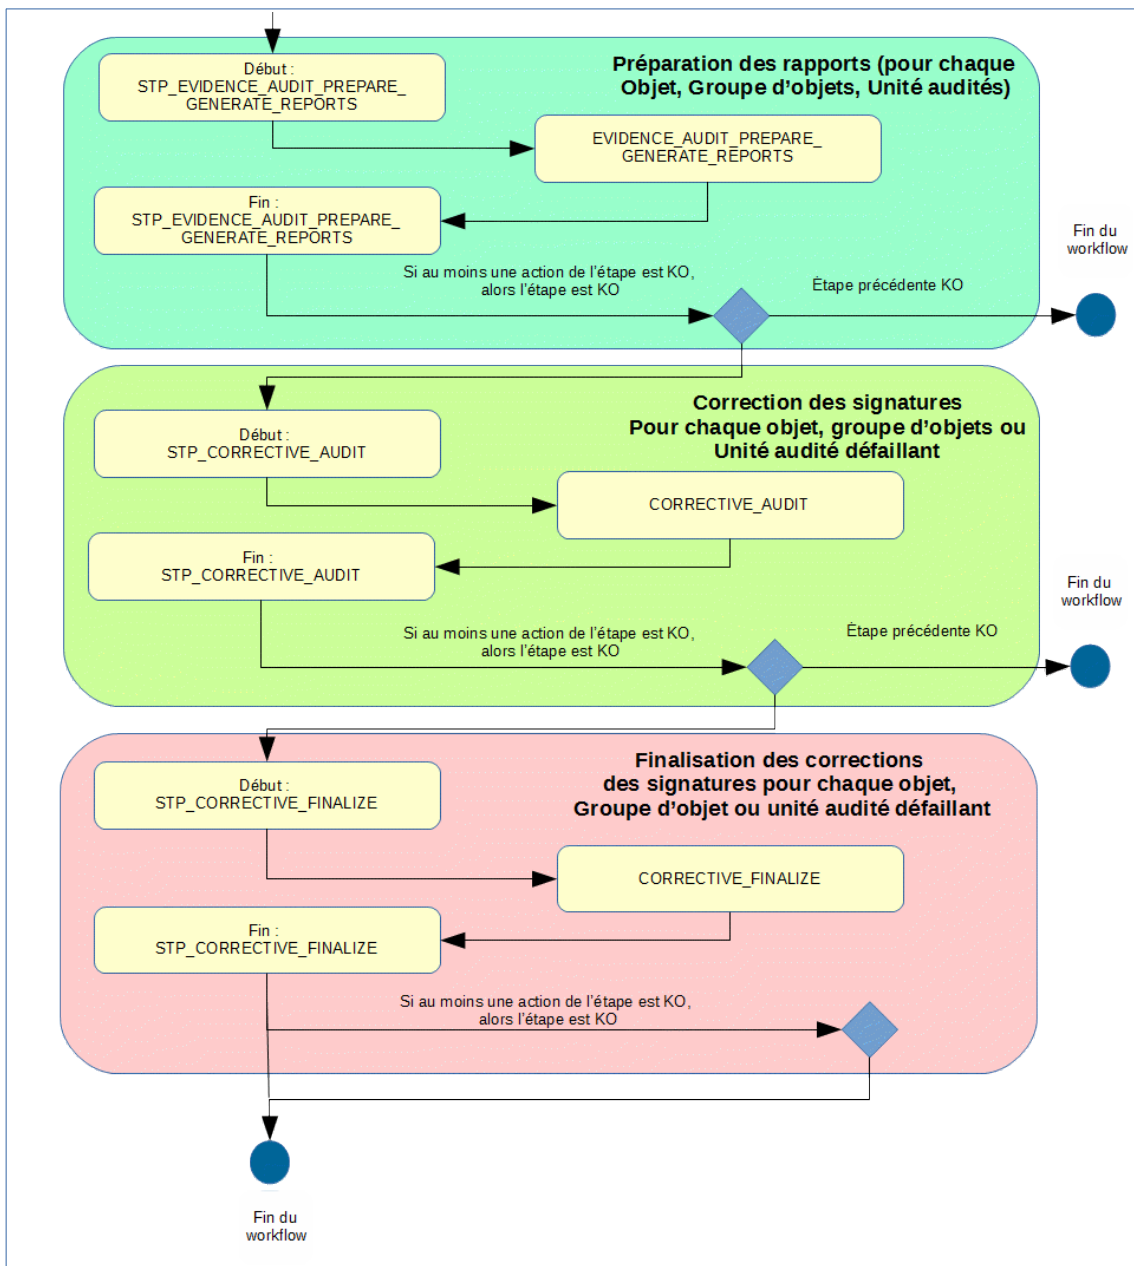 Préparation des rapports (pour chaque
Objet, Groupe d'objets, Unité audités)
Début :
STP_EVIDENCE_AUDIT_PREPARE_
GENERATE_REPORTS
EVIDENCE_AUDIT_PREPARE_
GENERATE_REPORTS
Fin :
STP_EVIDENCE_AUDIT_PREPARE_
GENERATE_REPORTS
Si au moins une action de l'étape est KO,
alors l'étape est KO
Étape précédente KO
Fin du
workflow
Correction des signatures
Pour chaque objet, groupe d'objets ou
Unité audité défaillant
Début :
STP_CORRECTIVE_AUDIT
CORRECTIVE_AUDIT
Fin :
STP_CORRECTIVE_AUDIT
Si au moins une action de l'étape est KO,
alors l'étape est KO
Étape précédente KO
Fin du
workflow
Finalisation des corrections
des signatures pour chaque objet,
Groupe d'objet ou unité audité défaillant
Début :
STP_CORRECTIVE_FINALIZE
CORRECTIVE_FINALIZE
Fin :
STP_CORRECTIVE_FINALIZE
Si au moins une action de l'étape est KO,
alors l'étape est KO
Fin du
workflow